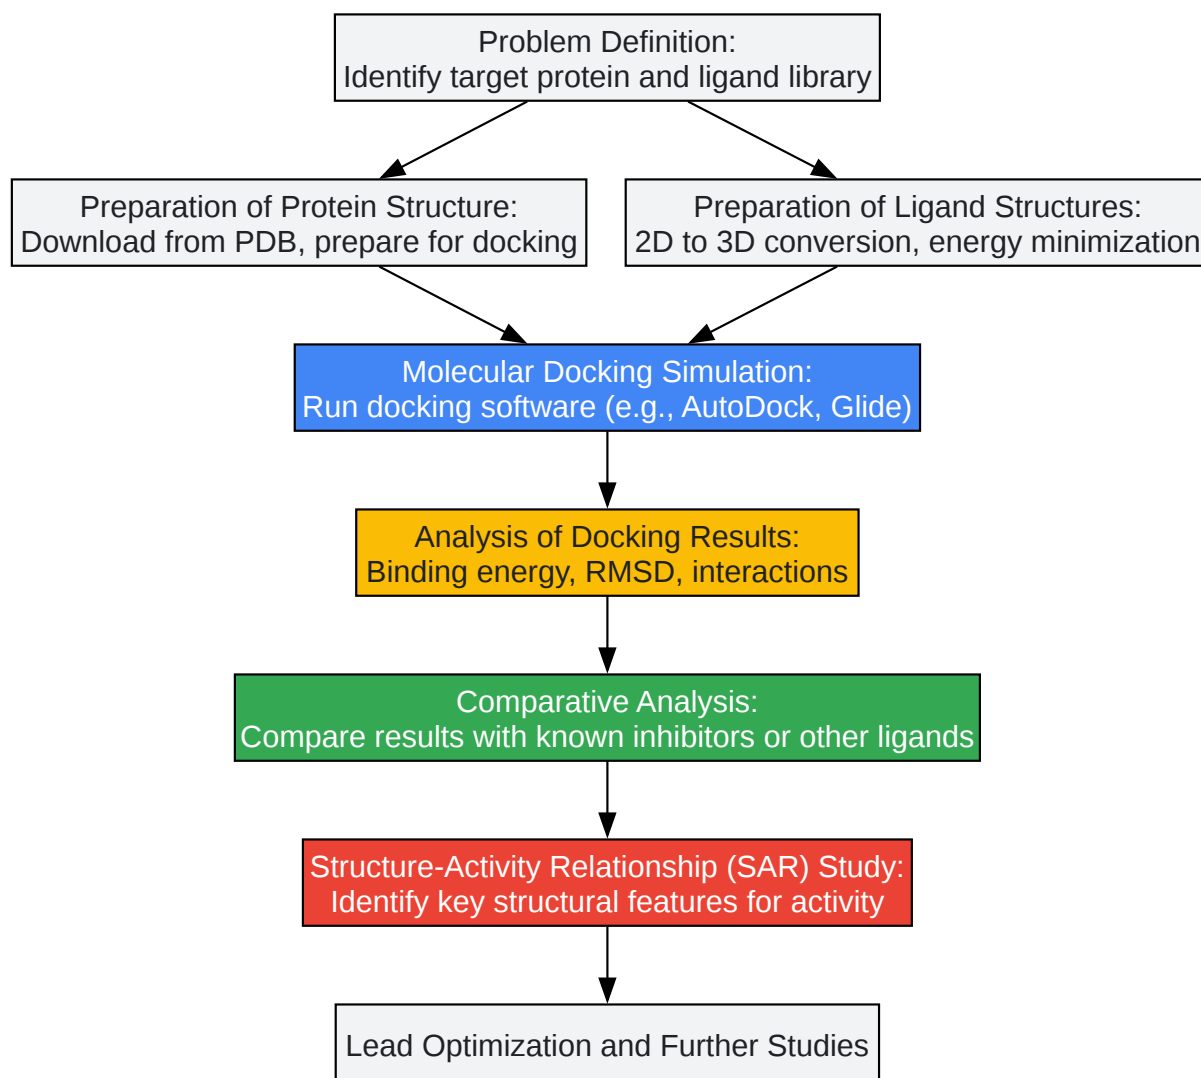 Problem Definition:
Identify target protein and ligand library
Preparation of Protein Structure:
Download from PDB, prepare for docking
Preparation of Ligand Structures:
2D to 3D conversion, energy minimization
Molecular Docking Simulation:
Run docking software (e.g., AutoDock, Glide)
Analysis of Docking Results:
Binding energy, RMSD, interactions
Comparative Analysis:
Compare results with known inhibitors or other ligands
Structure-Activity Relationship (SAR) Study:
Identify key structural features for activity
Lead Optimization and Further Studies